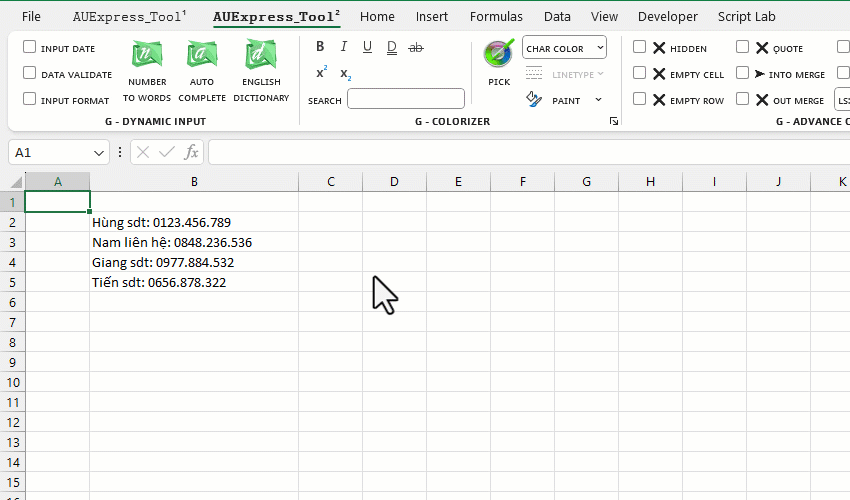 File AUExpress_Tool¹ AUExpress_Tool² Home Insert Formulas Data View Developer Script Lab
INPUT DATE
DATA VALIDATE
INPUT FORMAT
NUMBER TO WORDS
AUTO COMPLETE
ENGLISH DICTIONARY
G - DYNAMIC INPUT
B I U D ab
x² x₂
SEARCH
PICK
CHAR COLOR
LINETYPE
PAINT
G - COLORIZER
HIDDEN
EMPTY CELL
EMPTY ROW
QUOTE
INTO MERGE
OUT MERGE
G - ADVANCE
A1 fx
A B C D E F G H I J K
1
2 Hùng sdt: 0123.456.789
3 Nam liên hệ: 0848.236.536
4 Giang sdt: 0977.884.532
5 Tiến sdt: 0656.878.322
6
7
8
9
10
11
12
13
14
15